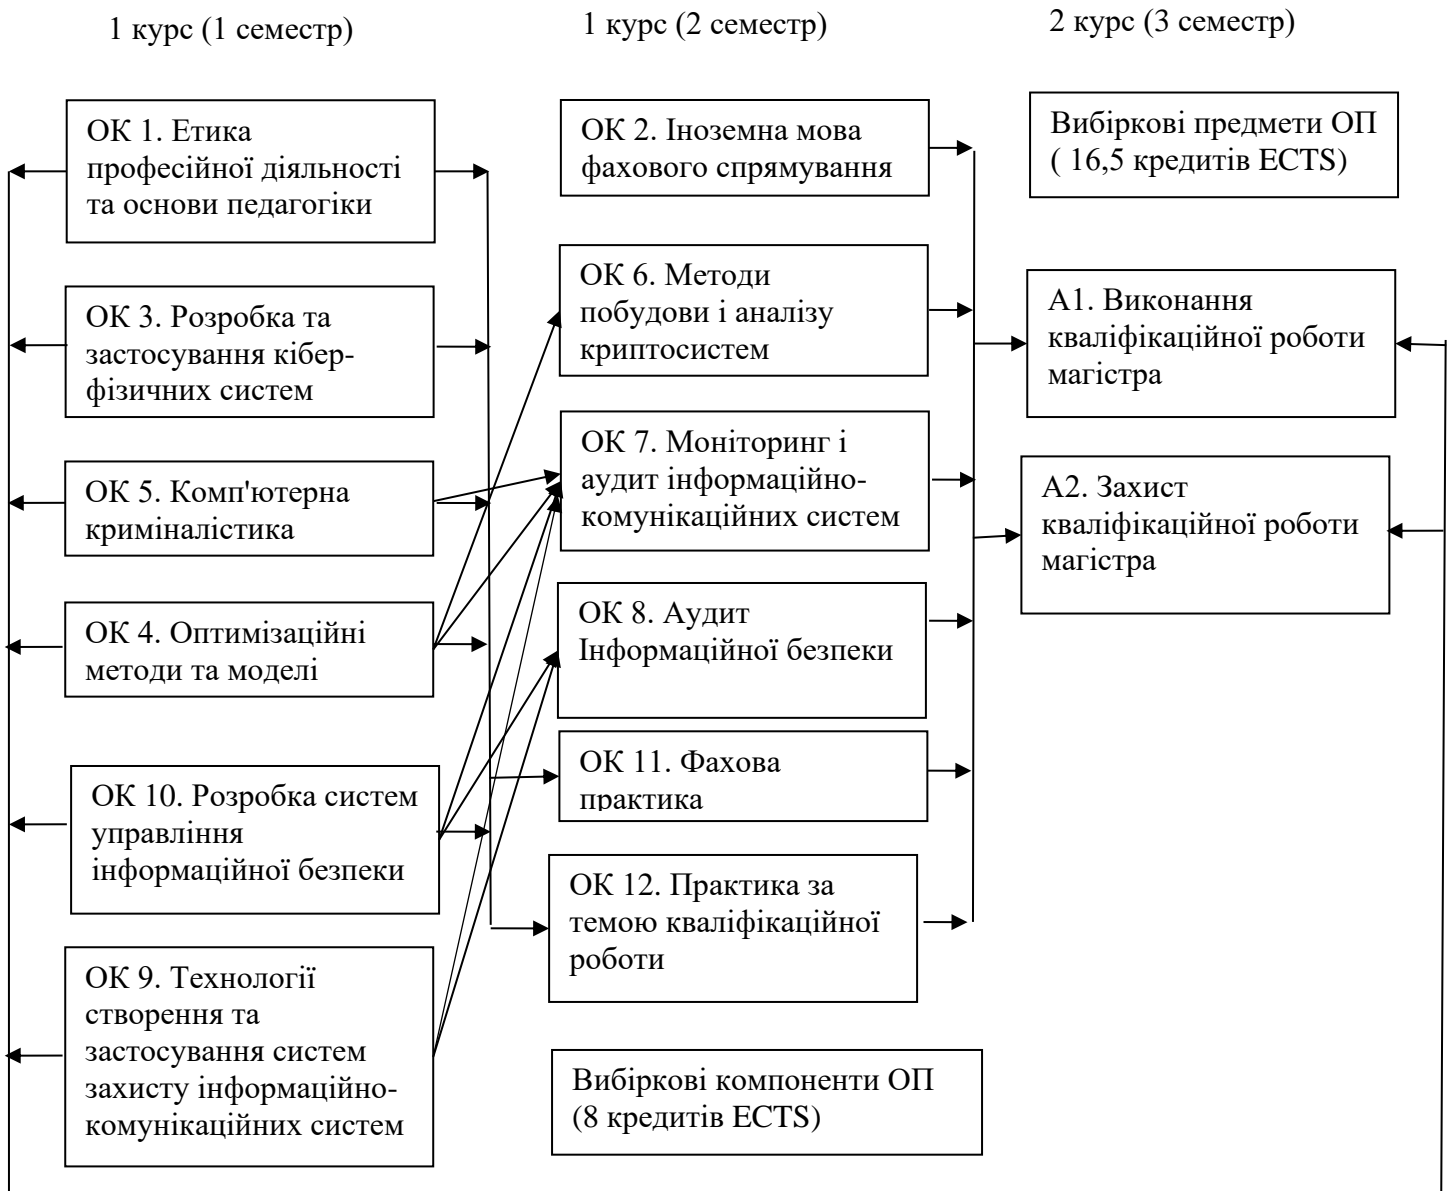 1 курс (1 семестр)
1 курс (2 семестр)
2 курс (3 семестр)
ОК 1. Етика
професійної діяльності
та основи педагогіки
ОК 3. Розробка та
застосування кібер-
фізичних систем
ОК 5. Комп'ютерна
криміналістика
ОК 4. Оптимізаційні
методи та моделі
ОК 10. Розробка систем
управління
інформаційної безпеки
ОК 9. Технології
створення та
застосування систем
захисту інформаційно-
комунікаційних систем
ОК 2. Іноземна мова
фахового спрямування
ОК 6. Методи
побудови і аналізу
криптосистем
ОК 7. Моніторинг і
аудит інформаційно-
комунікаційних систем
ОК 8. Аудит
Інформаційної безпеки
ОК 11. Фахова
практика
ОК 12. Практика за
темою кваліфікаційної
роботи
Вибіркові компоненти ОП
(8 кредитів ECTS)
Вибіркові предмети ОП
( 16,5 кредитів ECTS)
А1. Виконання
кваліфікаційної роботи
магістра
А2. Захист
кваліфікаційної роботи
магістра